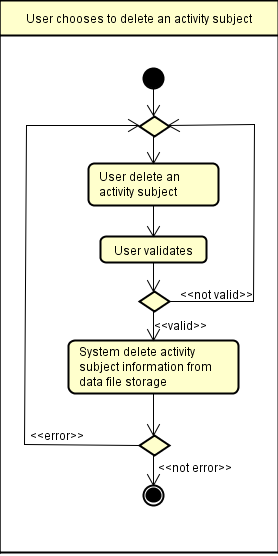 User chooses to delete an activity subject
User delete an
activity subject
User validates
<<not valid>>
<<valid>>
System delete activity
subject information from
data file storage
<<error>>
<<not error>>